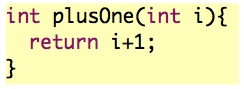 int plusOne(int i){
  return i+1;
}